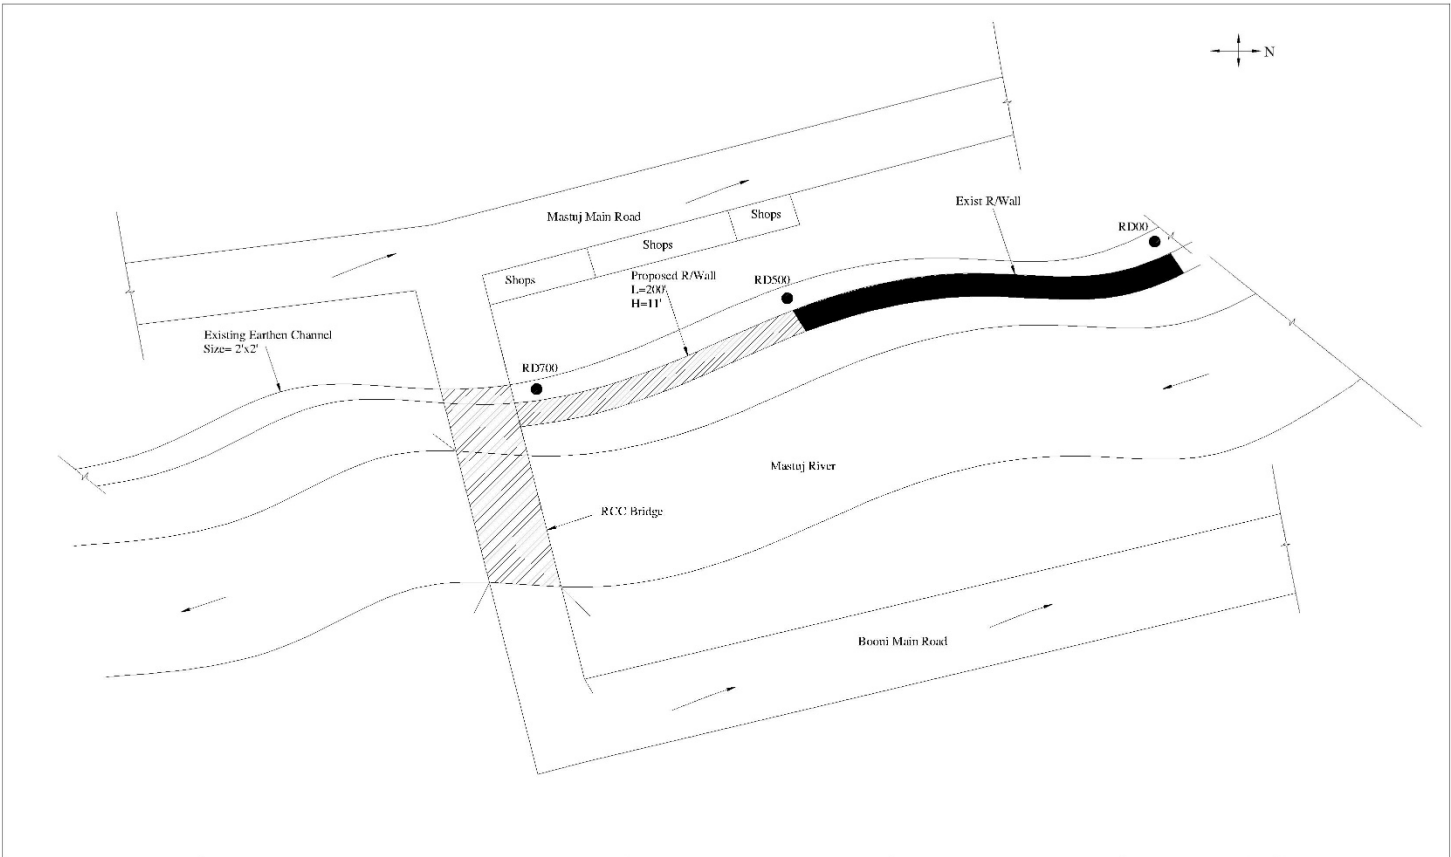 N
Exist R/Wall
RD00
Mastuj Main Road
Shops
Shops
Shops
Proposed R/Wall
L=200'
H=11'
RD500
Existing Earthen Channel
Size= 2'x2'
RD700
Mastuj River
RCC Bridge
Booni Main Road